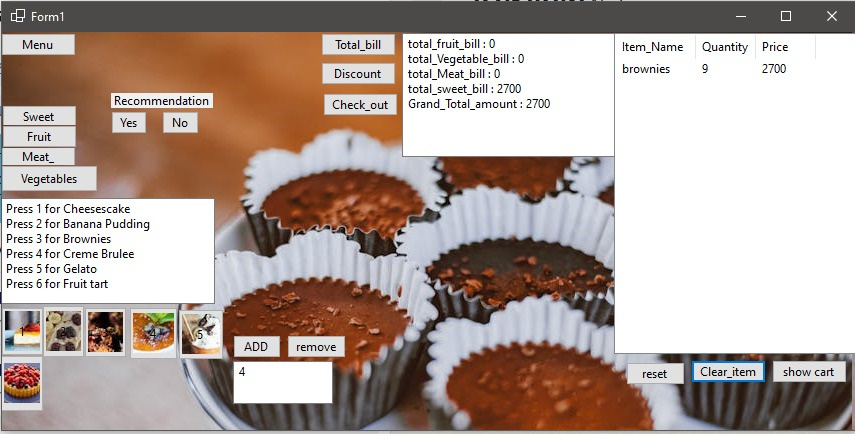 Form1
Menu
Total_bill
Discount
Check_out
total_fruit_bill : 0
total_Vegetable_bill : 0
total_Meat_bill : 0
total_sweet_bill : 2700
Grand_Total_amount : 2700
Item_Name Quantity Price
brownies 9 2700
Recommendation
Yes No
Sweet
Fruit
Meat_
Vegetables
Press 1 for Cheesescake
Press 2 for Banana Pudding
Press 3 for Brownies
Press 4 for Creme Brulee
Press 5 for Gelato
Press 6 for Fruit tart
1 2 3 4 5
ADD remove
4
reset Clear_item show cart